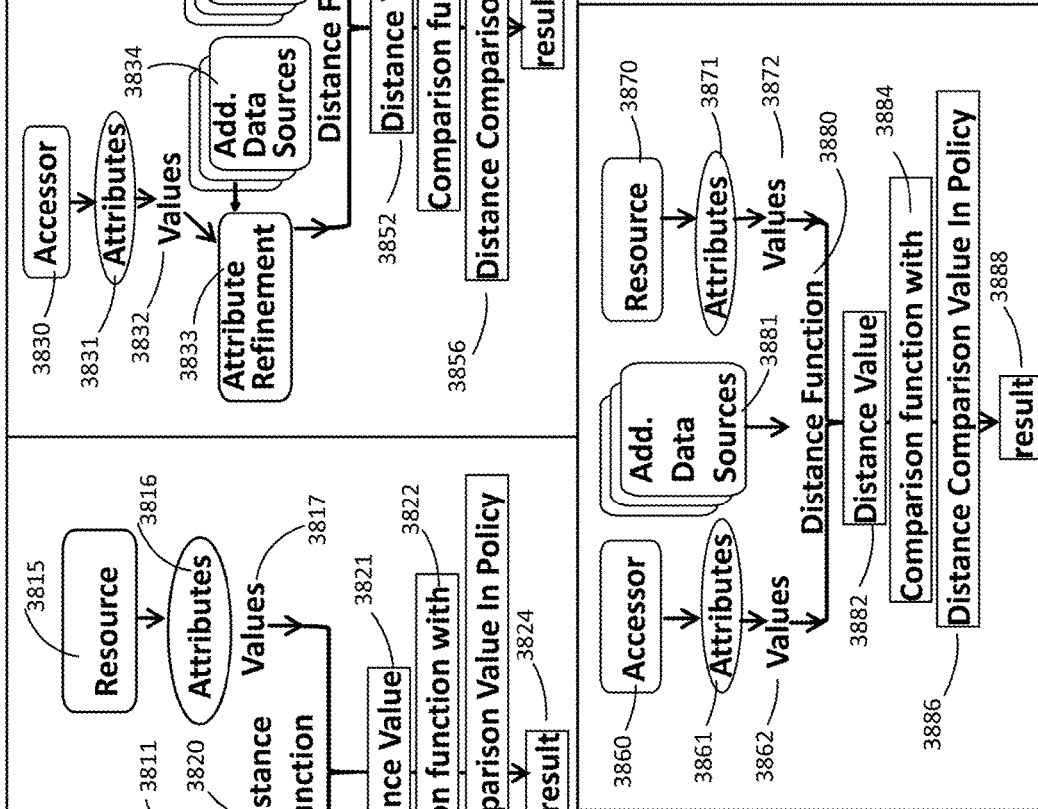 3811
3820
stance
unction
3815
Resource
3816
Attributes
3817
Values
3821
nce Value
3822
on function with
parison Value In Policy
3824
result
3830
Accessor
3831
Attributes
3832
Values
3833
Attribute
Refinement
3834
Add.
Data
Sources
Distance F
3852
Distance
Comparison fu
3856
Distance Compariso
resul
3860
Accessor
3861
Attributes
3862
Values
Add.
Data
Sources
3881
3870
Resource
3871
Attributes
3872
Values
Distance Function
3880
3882
Distance Value
3884
Comparison function with
3886
Distance Comparison Value In Policy
3888
result